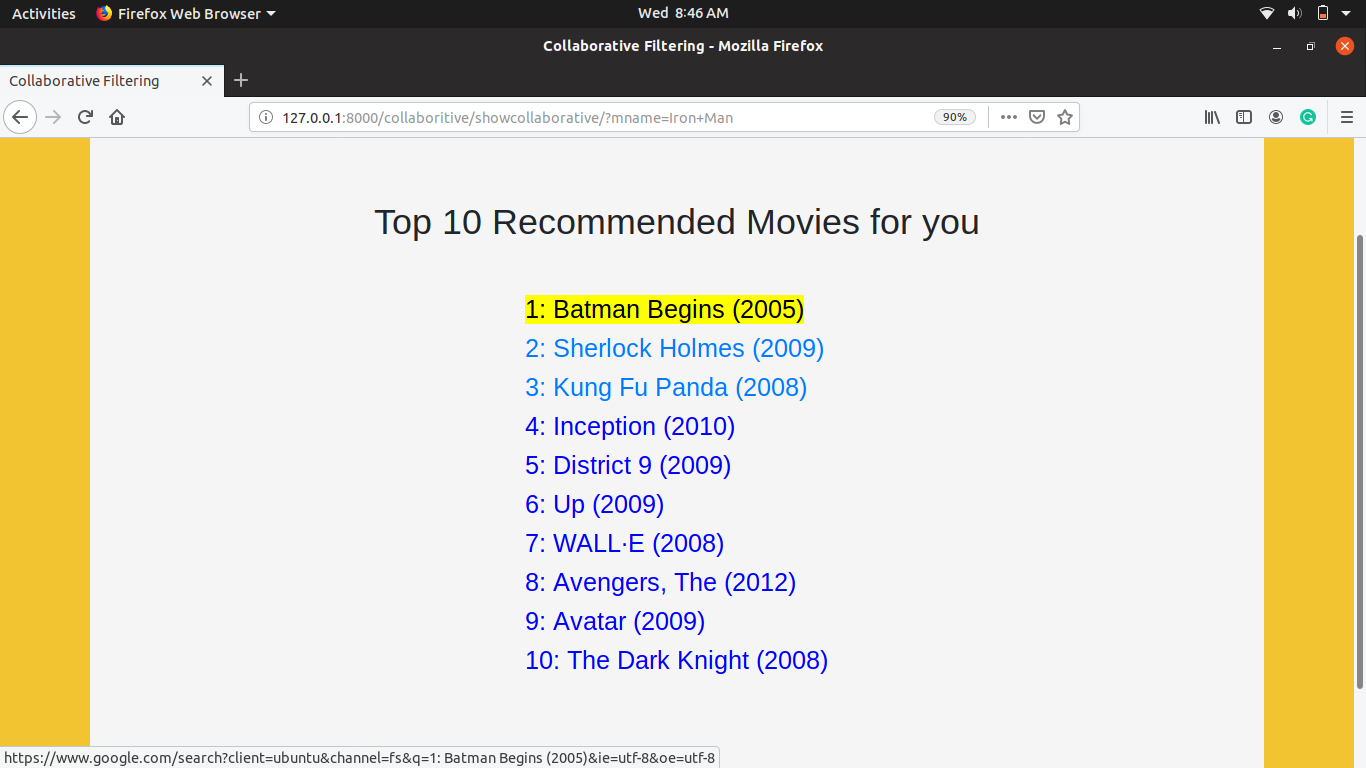 Activities Firefox Web Browser Wed 8:46 AM
Collaborative Filtering - Mozilla Firefox
Collaborative Filtering
127.0.0.1:8000/collaboritive/showcollaborative/?mname=Iron+Man 90%
Top 10 Recommended Movies for you
1: Batman Begins (2005)
2: Sherlock Holmes (2009)
3: Kung Fu Panda (2008)
4: Inception (2010)
5: District 9 (2009)
6: Up (2009)
7: WALL·E (2008)
8: Avengers, The (2012)
9: Avatar (2009)
10: The Dark Knight (2008)
https://www.google.com/search?client=ubuntu&channel=fs&q=1: Batman Begins (2005)&ie=utf-8&oe=utf-8